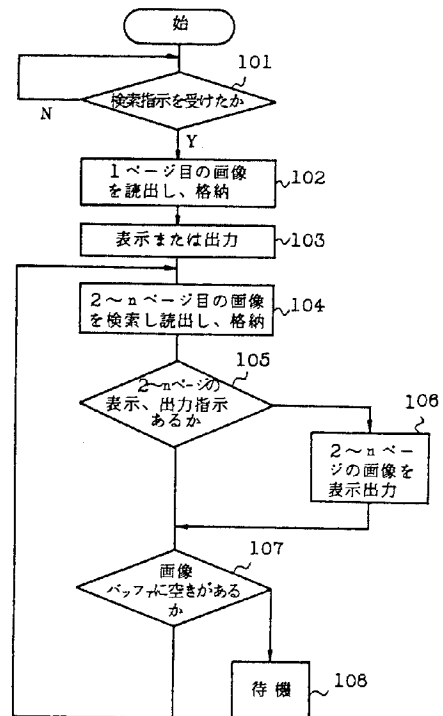 始
101
検索指示を受けたか
N
Y
1ページ目の画像
を読出し、格納
102
表示または出力
103
2〜nページ目の画像
を検索し読出し、格納
104
105
2〜nページの
表示、出力指示
あるか
106
2〜nペー
ジの画像を
表示出力
107
画像
バッファに空きがある
か
待機
108